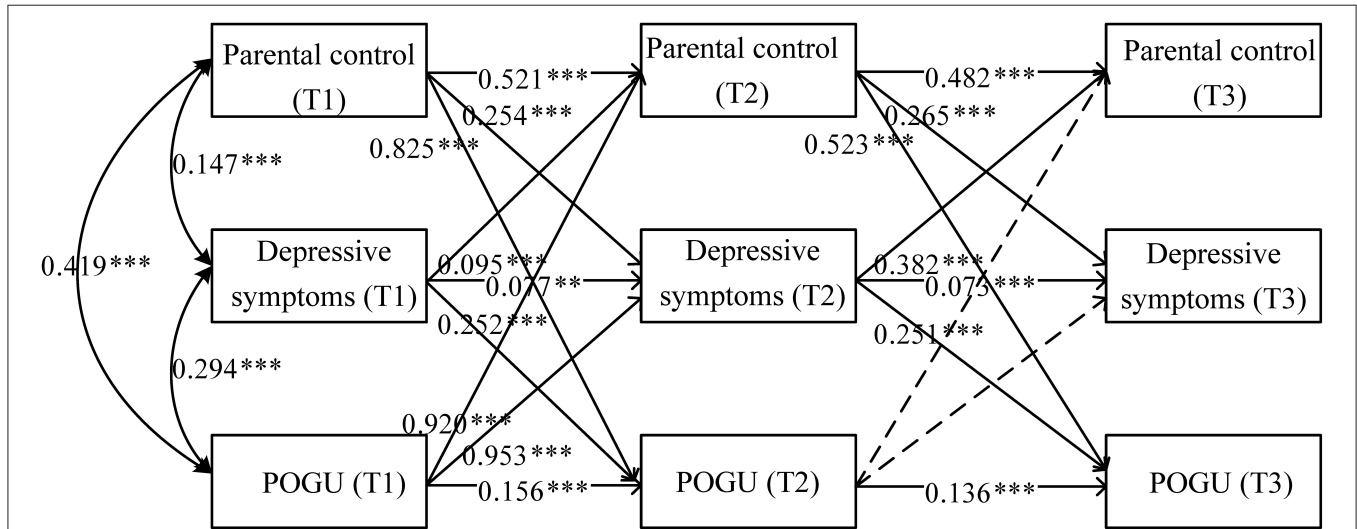 Parental control
(T1)
Parental control
(T2)
Parental control
(T3)
0.521***
0.482***
0.254***
0.265***
0.825***
0.523***
0.147***
Depressive
symptoms (T1)
Depressive
symptoms (T2)
Depressive
symptoms (T3)
0.419***
0.095***
0.382***
0.077**
0.073***
0.252***
0.251***
0.294***
0.920***
0.953***
0.156***
0.136***
POGU (T1)
POGU (T2)
POGU (T3)